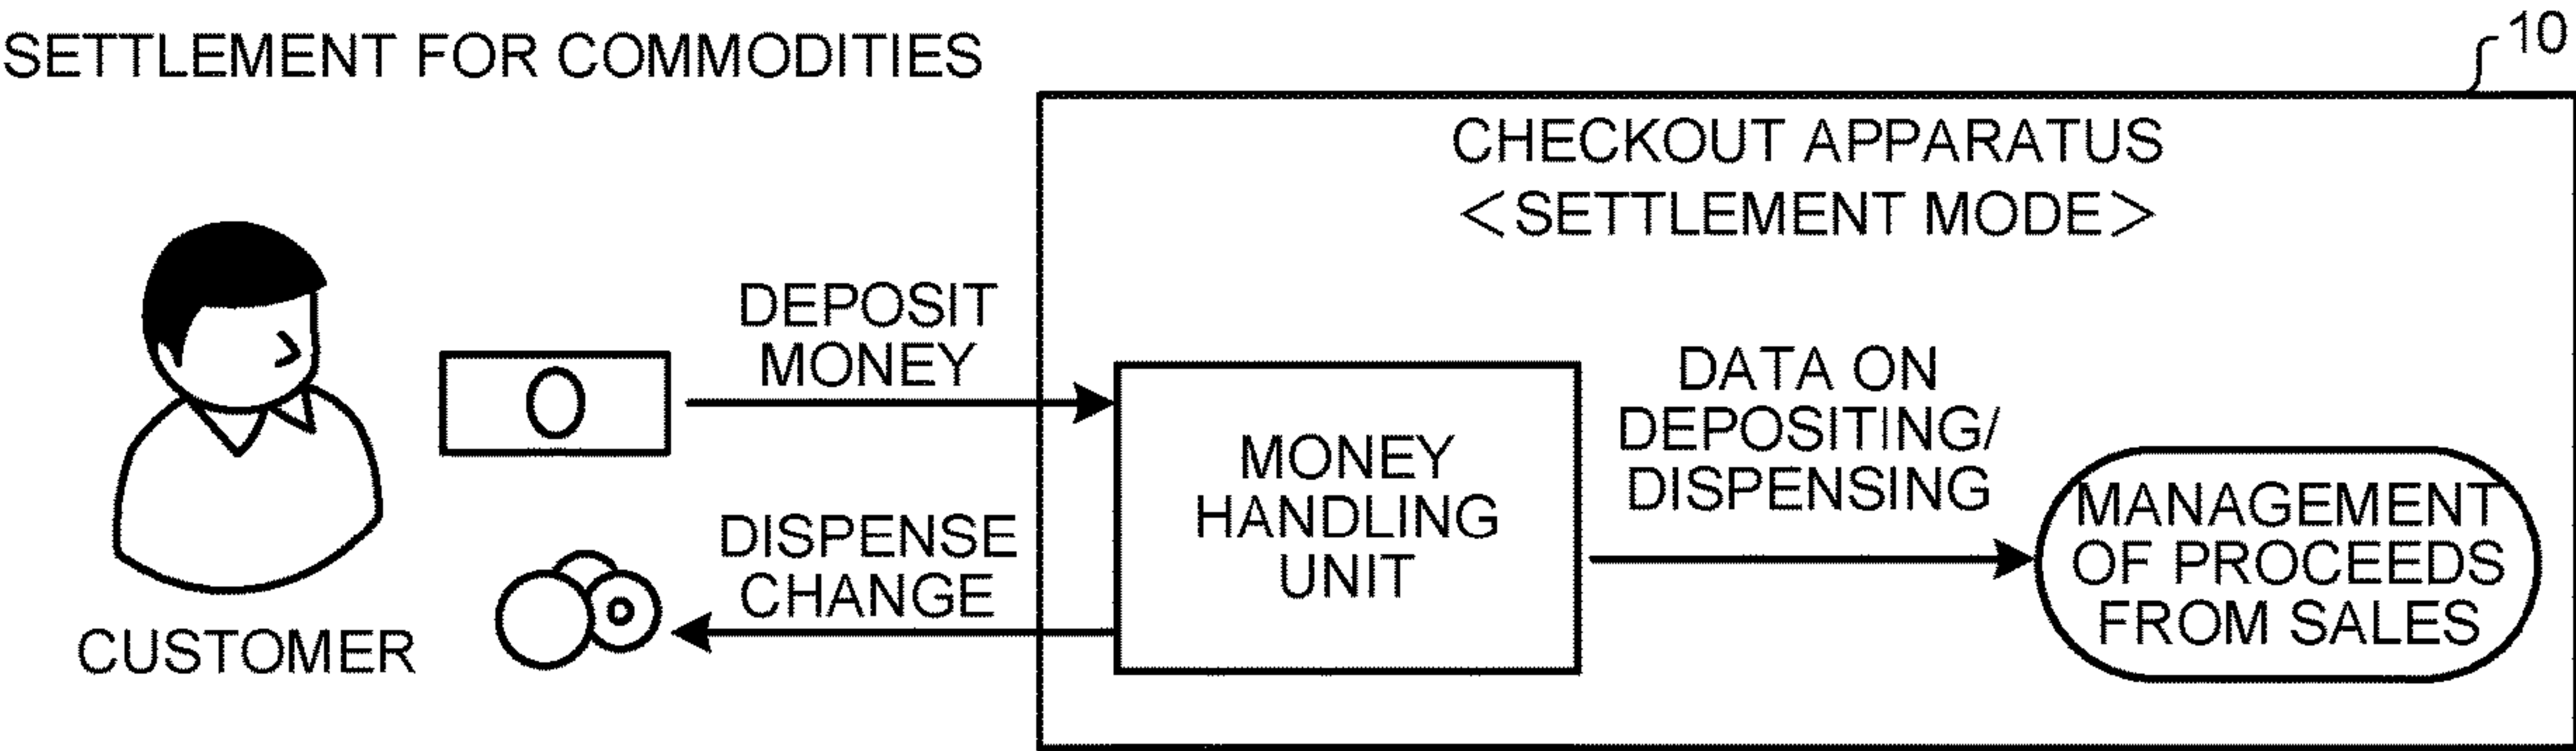 SETTLEMENT FOR COMMODITIES
10
CHECKOUT APPARATUS
<SETTLEMENT MODE>
DEPOSIT
MONEY
DISPENSE
CHANGE
CUSTOMER
MONEY
HANDLING
UNIT
DATA ON
DEPOSITING/
DISPENSING
MANAGEMENT
OF PROCEEDS
FROM SALES